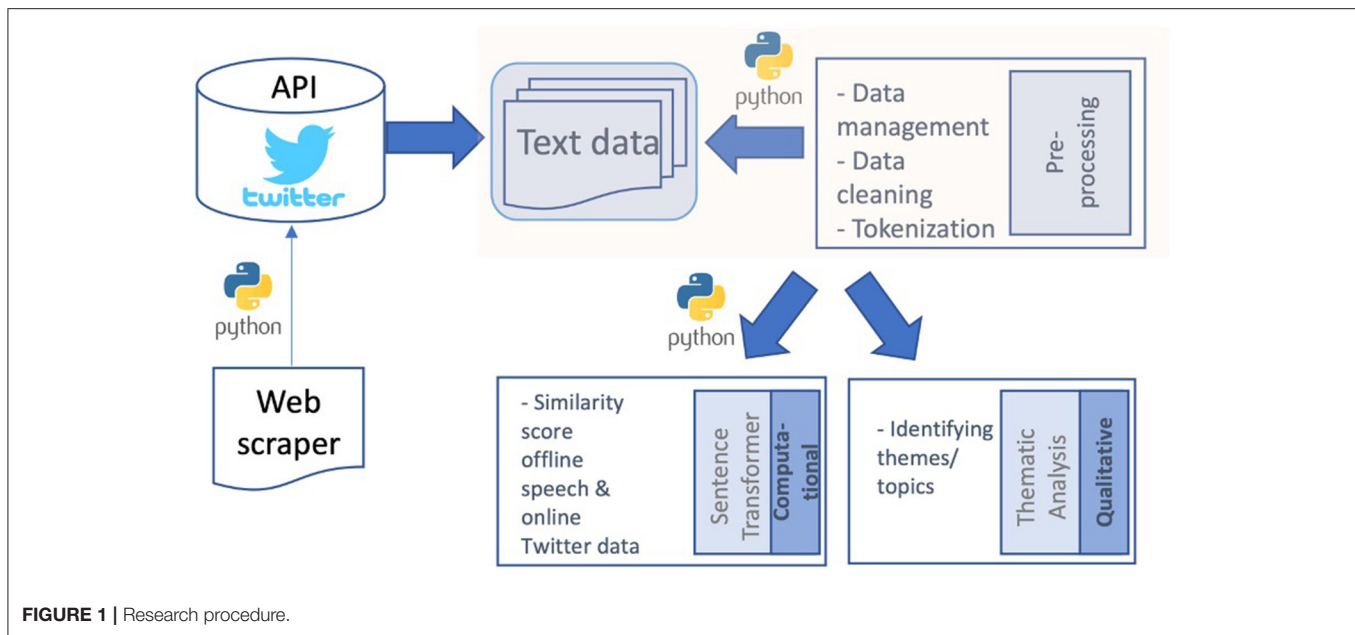 API
twitter
python
Web
scraper
Text data
python
- Data
management
- Data
cleaning
- Tokenization
Pre-
processing
python
- Similarity
score
offline
speech &
online
Twitter data
Sentence
Transformer
Computa-
tional
- Identifying
themes/
topics
Thematic
Analysis
Qualitative
FIGURE 1 | Research procedure.